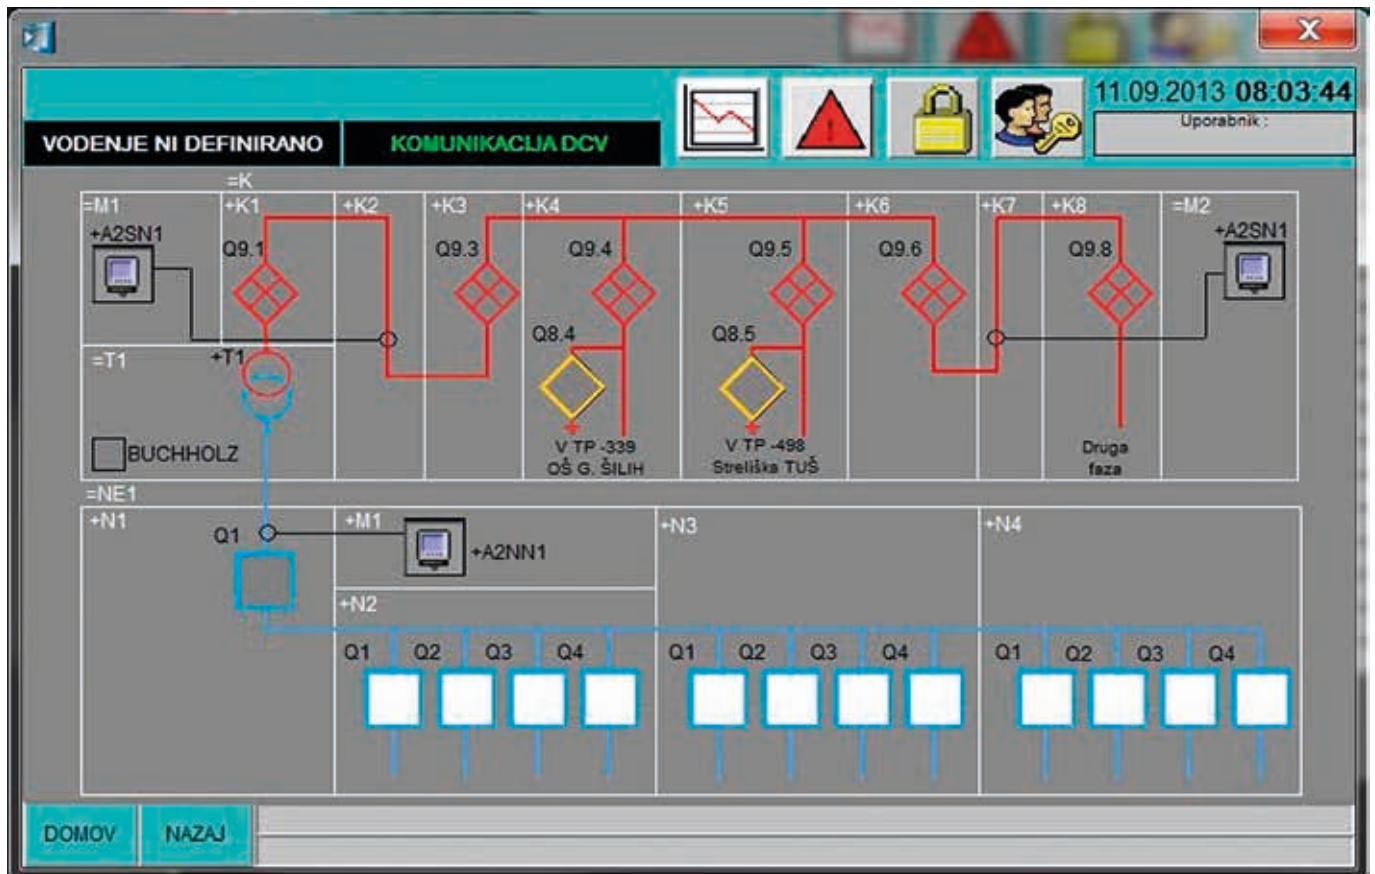 11.09.2013 08:03:44
Uporabnik :
VODENJE NI DEFINIRANO
KOMUNIKACIJA DCV
=K
=M1
+K1
+K2
+K3
+K4
+K5
+K6
+K7
+K8
=M2
+A2SN1
+A2SN1
Q9.1
Q9.3
Q9.4
Q9.5
Q9.6
Q9.8
Q8.4
Q8.5
=T1
+T1
BUCHHOLZ
V TP -339
OŠ G. ŠILIH
V TP -498
Streliška TUŠ
Druga
faza
=NE1
+N1
Q1
+M1
+A2NN1
+N3
+N4
+N2
Q1 Q2 Q3 Q4
Q1 Q2 Q3 Q4
Q1 Q2 Q3 Q4
DOMOV
NAZAJ